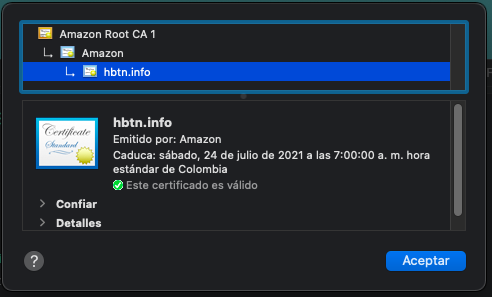 Amazon Root CA 1
Amazon
hbtn.info
Certificate
Standard
hbtn.info
Emitido por: Amazon
Caduca: sábado, 24 de julio de 2021 a las 7:00:00 a. m. hora
estándar de Colombia
Este certificado es válido
Confiar
Detalles
?
Aceptar